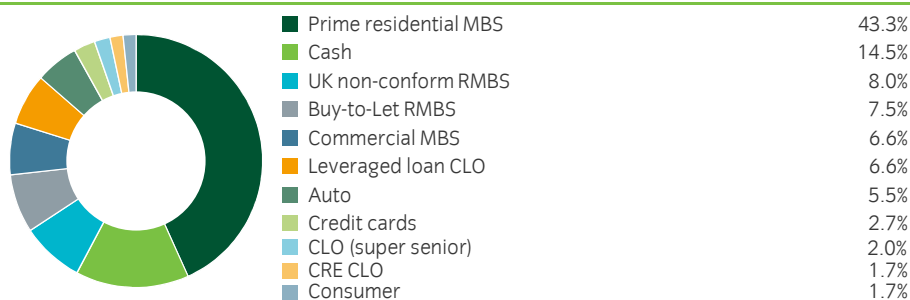 Prime residential MBS 43.3%
Cash 14.5%
UK non-conform RMBS 8.0%
Buy-to-Let RMBS 7.5%
Commercial MBS 6.6%
Leveraged loan CLO 6.6%
Auto 5.5%
Credit cards 2.7%
CLO (super senior) 2.0%
CRE CLO 1.7%
Consumer 1.7%